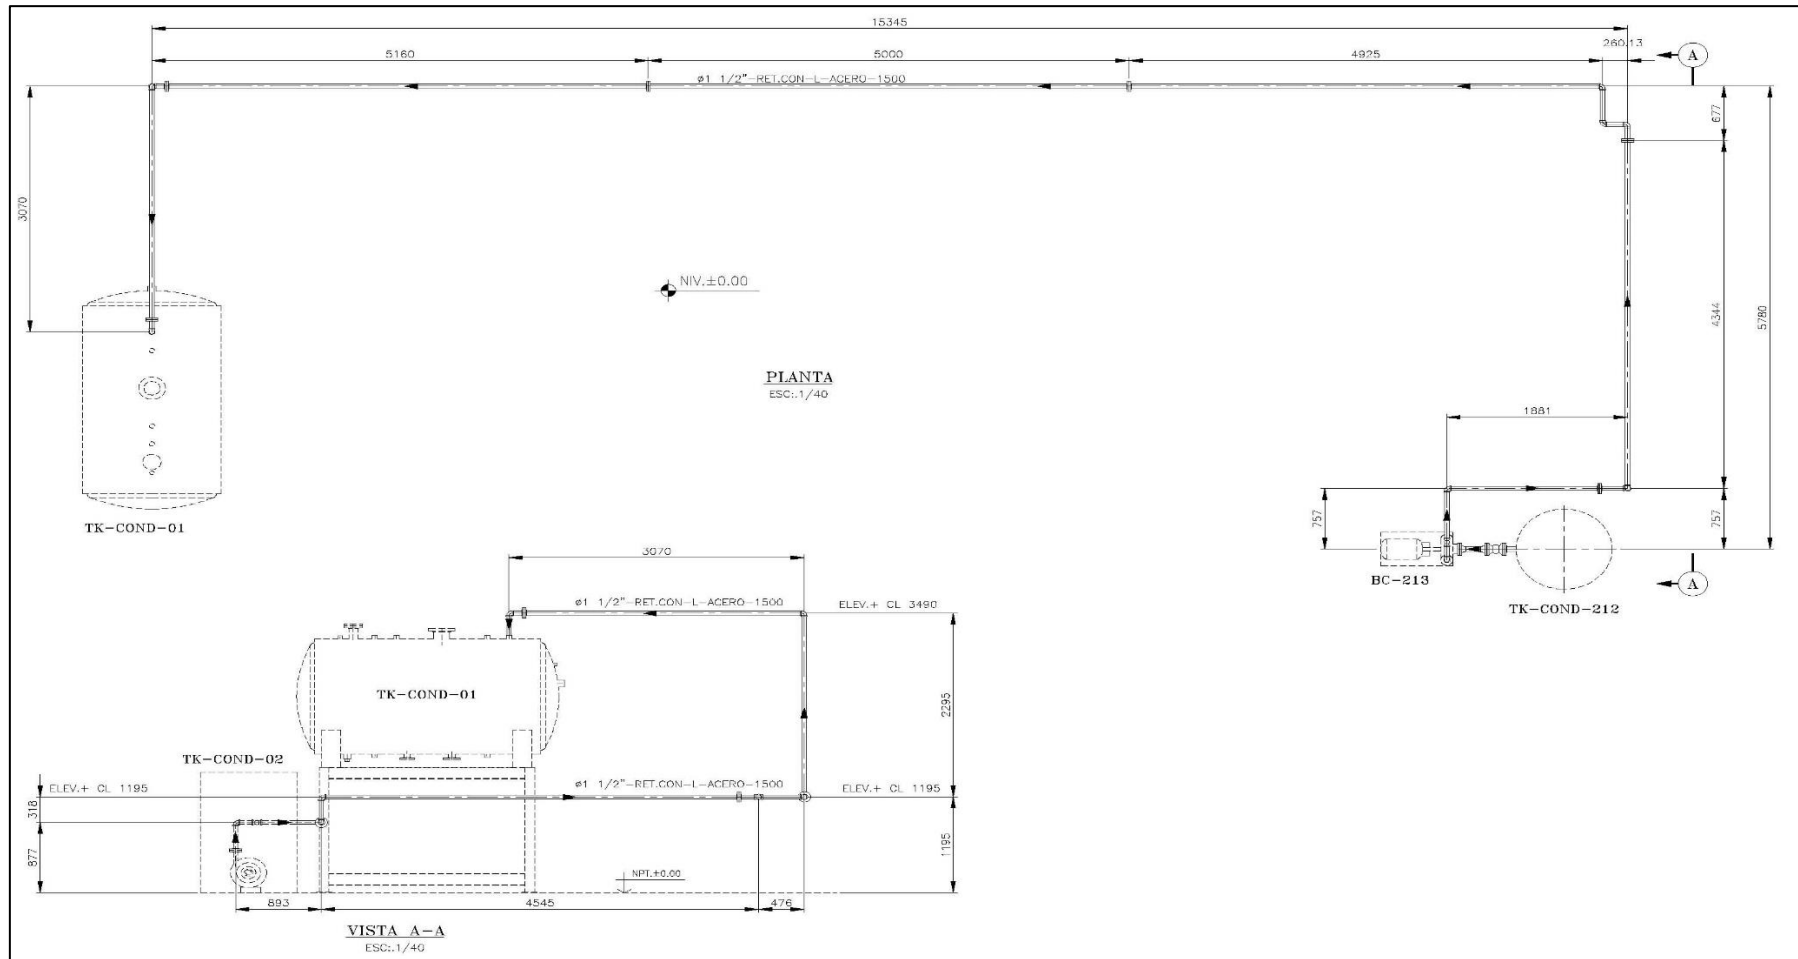 15345
5160
5000
4925
260.13
A
ø1 1/2"-RET.CON-L-ACERO-1500
677
3070
NIV.±0.00
4344
5780
PLANTA
ESC:.1/40
1881
757
757
TK-COND-01
BC-213
A
TK-COND-212
3070
ø1 1/2"-RET.CON-L-ACERO-1500
ELEV.+ CL 3490
TK-COND-01
2295
TK-COND-02
ELEV.+ CL 1195
ø1 1/2"-RET.CON-L-ACERO-1500
ELEV.+ CL 1195
318
877
1195
NPT.±0.00
893
4545
476
VISTA A-A
ESC:.1/40